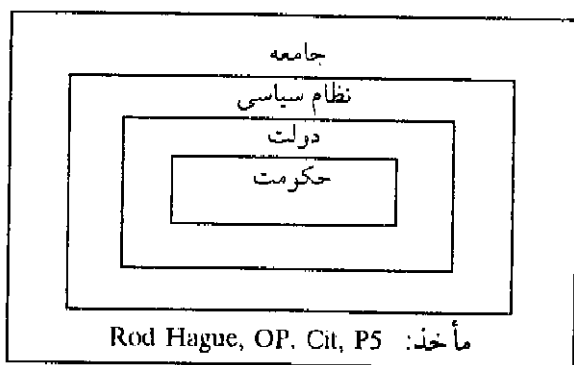 جامعه
نظام سیاسی
دولت
حکومت
مأخذ: Rod Hague, OP. Cit, P5